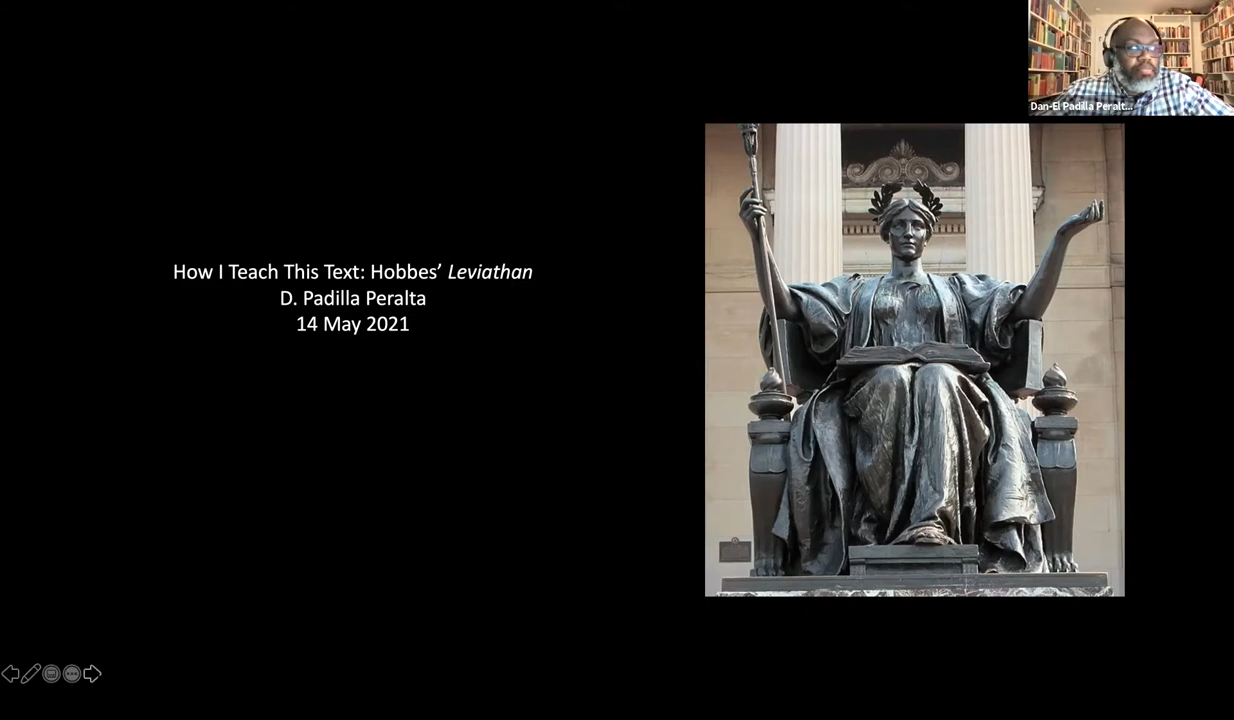 Dan-El Padilla Peralt...
How I Teach This Text: Hobbes’ Leviathan
D. Padilla Peralta
14 May 2021